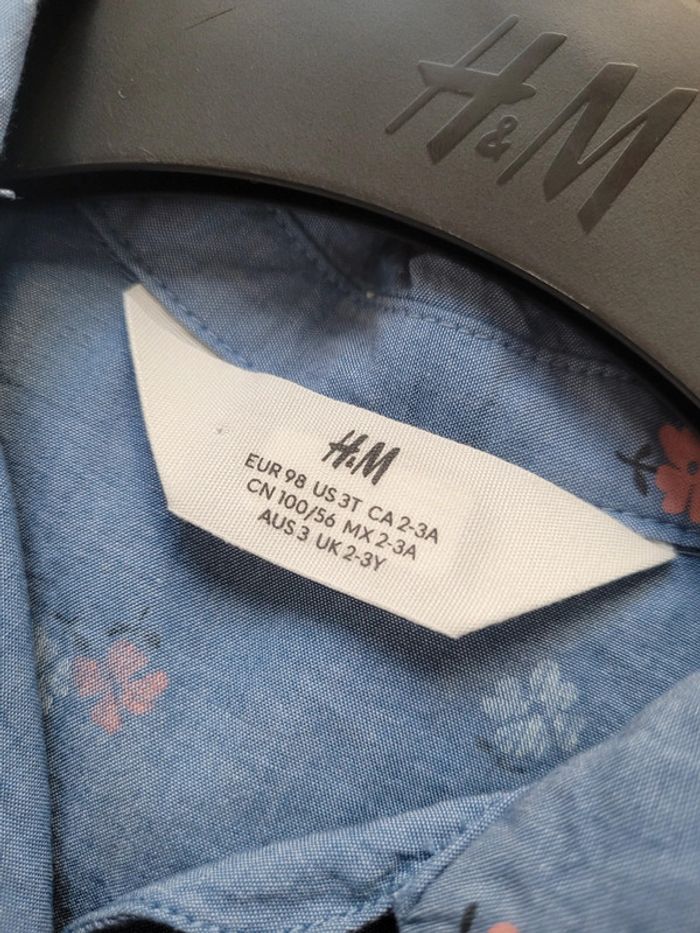 H&M
H&M
EUR 98 US 3T CA 2-3A
CN 100/56 MX 2-3A
AUS 3 UK 2-3Y